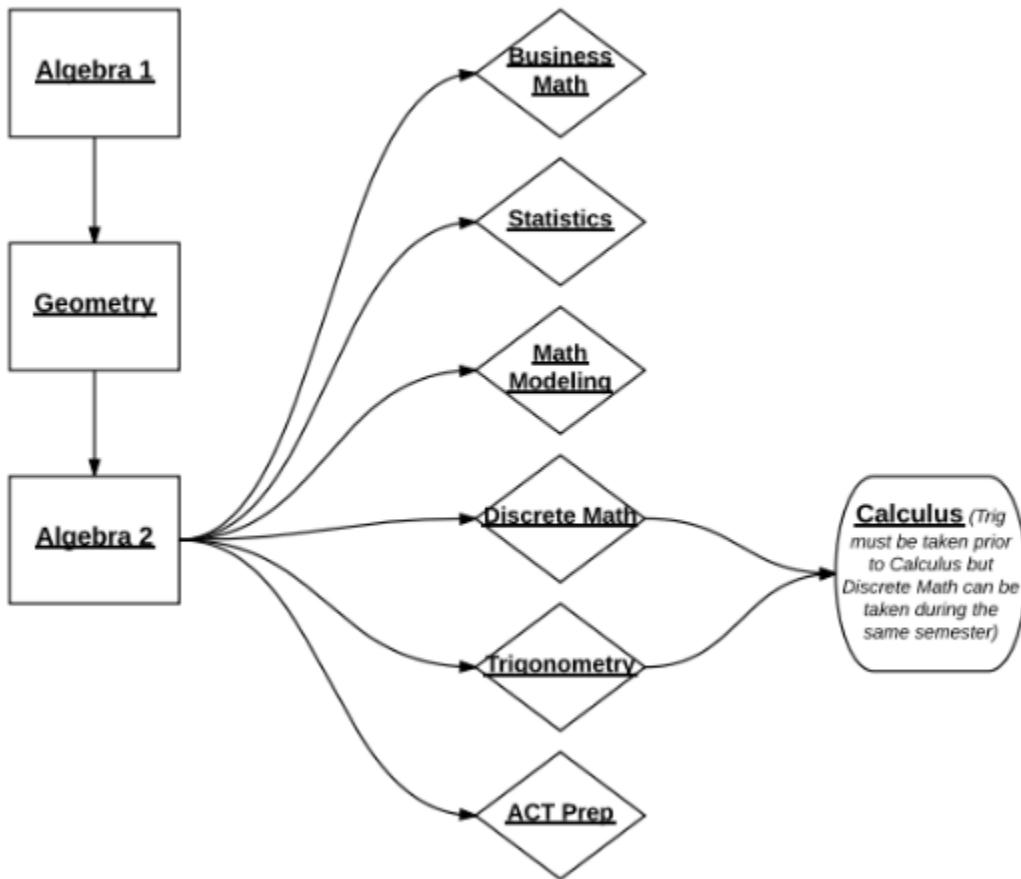 Algebra 1
Geometry
Algebra 2
Business
Math
Statistics
Math
Modeling
Discrete Math
Trigonometry
ACT Prep
Calculus (Trig
must be taken prior
to Calculus but
Discrete Math can be
taken during the
same semester)